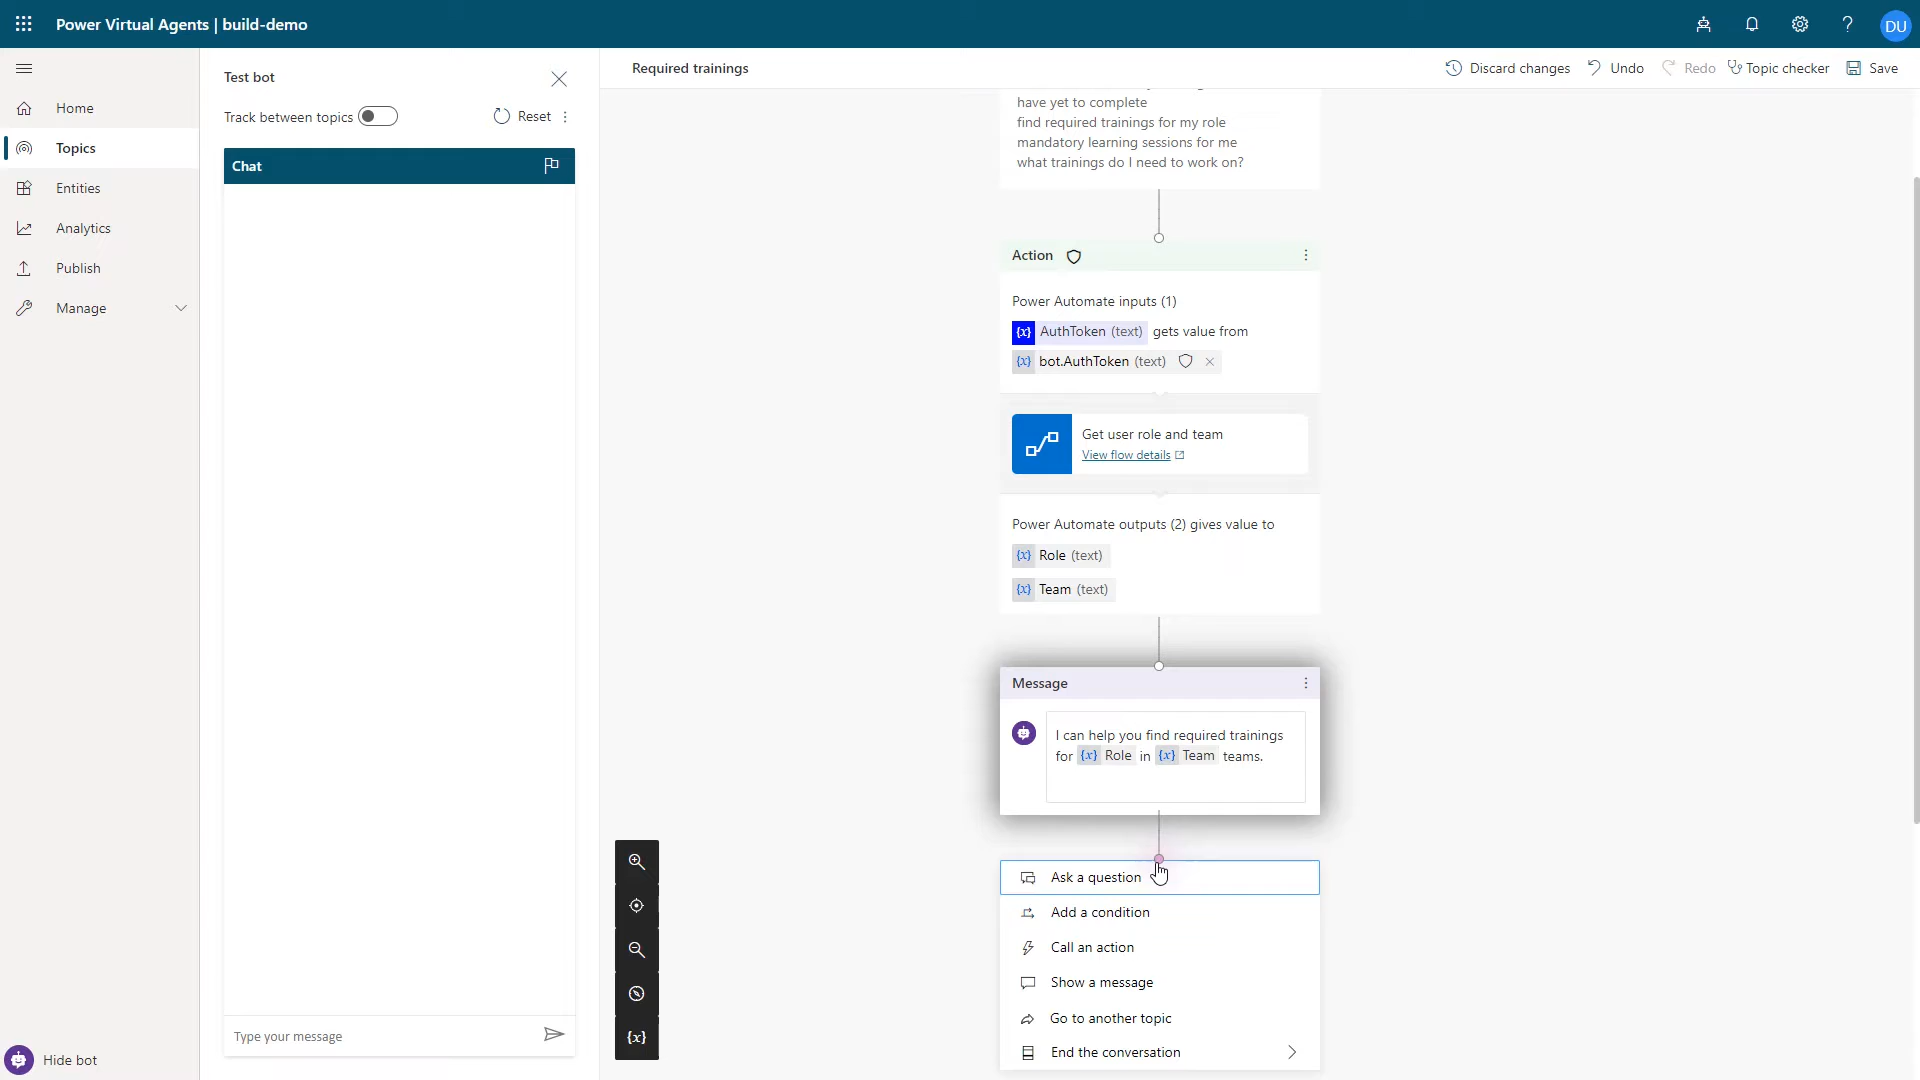 Power Virtual Agents | build-demo
DU
Home
Topics
Entities
Analytics
Publish
Manage
Hide bot
Test bot
Track between topics
Reset
Chat
Type your message
Required trainings
Discard changes
Undo
Redo
Topic checker
Save
have yet to complete
find required trainings for my role
mandatory learning sessions for me
what trainings do I need to work on?
Action
Power Automate inputs (1)
{x} AuthToken (text) gets value from
{x} bot.AuthToken (text)
Get user role and team
View flow details
Power Automate outputs (2) gives value to
{x} Role (text)
{x} Team (text)
Message
I can help you find required trainings
for {x} Role in {x} Team teams.
Ask a question
Add a condition
Call an action
Show a message
Go to another topic
End the conversation
{x}